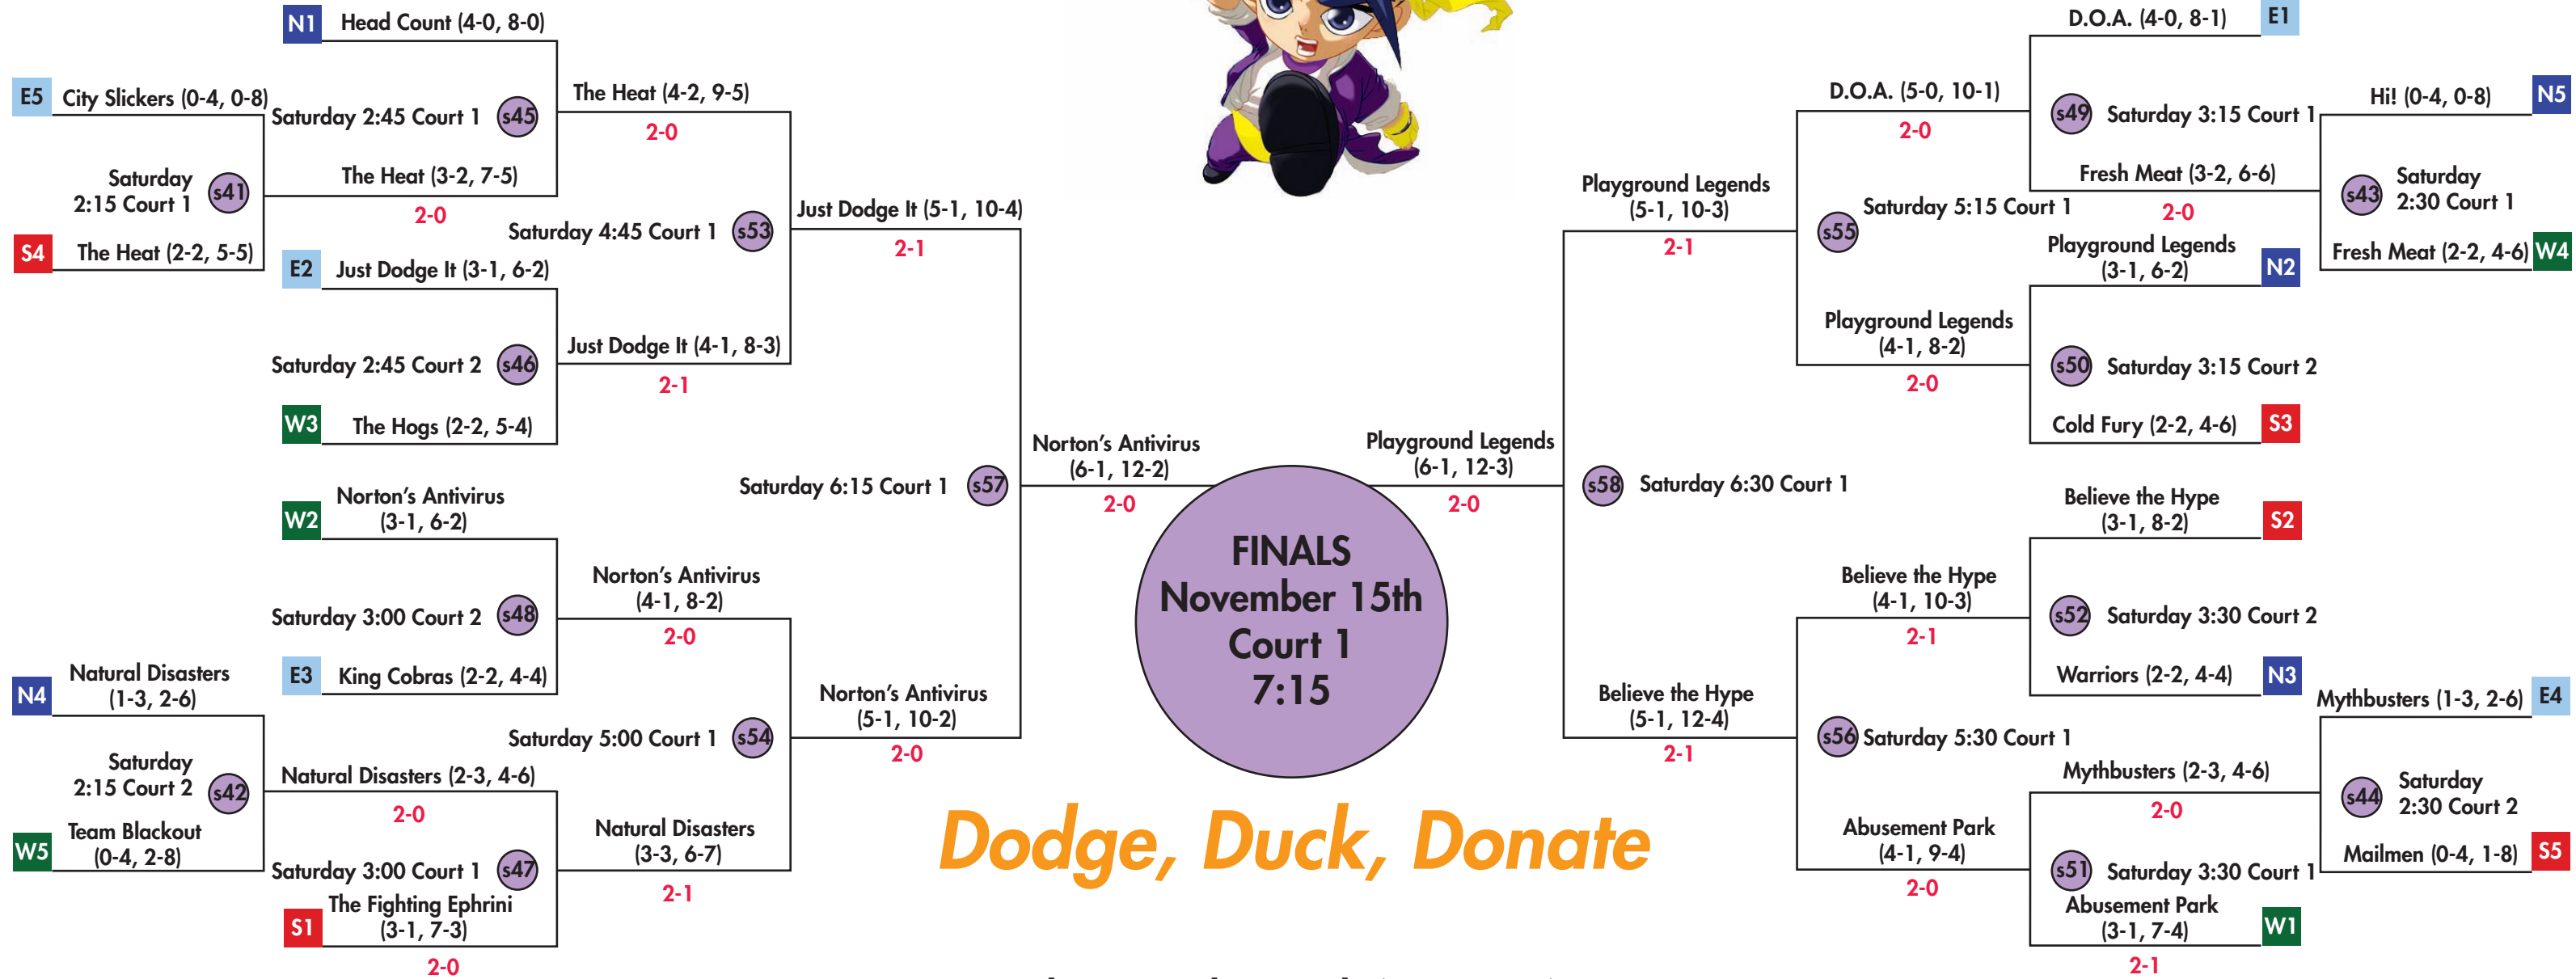 N1
Head Count (4-0, 8-0)
E5
City Slickers (0-4, 0-8)
Saturday 2:45 Court 1
s45
The Heat (4-2, 9-5)
2-0
Saturday
2:15 Court 1
s41
The Heat (3-2, 7-5)
2-0
S4
The Heat (2-2, 5-5)
Saturday 4:45 Court 1
s53
Just Dodge It (5-1, 10-4)
2-1
E2
Just Dodge It (3-1, 6-2)
Saturday 2:45 Court 2
s46
Just Dodge It (4-1, 8-3)
2-1
W3
The Hogs (2-2, 5-4)
Saturday 6:15 Court 1
s57
Norton's Antivirus
(6-1, 12-2)
2-0
W2
Norton's Antivirus
(3-1, 6-2)
Saturday 3:00 Court 2
s48
Norton's Antivirus
(4-1, 8-2)
2-0
E3
King Cobras (2-2, 4-4)
N4
Natural Disasters
(1-3, 2-6)
Saturday 5:00 Court 1
s54
Norton's Antivirus
(5-1, 10-2)
2-0
Saturday
2:15 Court 2
s42
Natural Disasters (2-3, 4-6)
2-0
W5
Team Blackout
(0-4, 2-8)
Saturday 3:00 Court 1
s47
Natural Disasters
(3-3, 6-7)
2-1
S1
The Fighting Ephrini
(3-1, 7-3)
2-0
FINALS
November 15th
Court 1
7:15
Dodge, Duck, Donate
D.O.A. (4-0, 8-1)
E1
D.O.A. (5-0, 10-1)
2-0
s49
Saturday 3:15 Court 1
Hi! (0-4, 0-8)
N5
Fresh Meat (3-2, 6-6)
2-0
s43
Saturday
2:30 Court 1
Fresh Meat (2-2, 4-6)
W4
Playground Legends
(5-1, 10-3)
2-1
s55
Saturday 5:15 Court 1
Playground Legends
(3-1, 6-2)
N2
Playground Legends
(4-1, 8-2)
2-0
s50
Saturday 3:15 Court 2
Cold Fury (2-2, 4-6)
S3
Playground Legends
(6-1, 12-3)
2-0
s58
Saturday 6:30 Court 1
Believe the Hype
(3-1, 8-2)
S2
Believe the Hype
(4-1, 10-3)
2-1
s52
Saturday 3:30 Court 2
Warriors (2-2, 4-4)
N3
Believe the Hype
(5-1, 12-4)
2-1
s56
Saturday 5:30 Court 1
Mythbusters (1-3, 2-6)
E4
Mythbusters (2-3, 4-6)
2-0
s44
Saturday
2:30 Court 2
Mailmen (0-4, 1-8)
S5
Abusement Park
(4-1, 9-4)
2-0
s51
Saturday 3:30 Court 1
Abusement Park
(3-1, 7-4)
W1
2-1